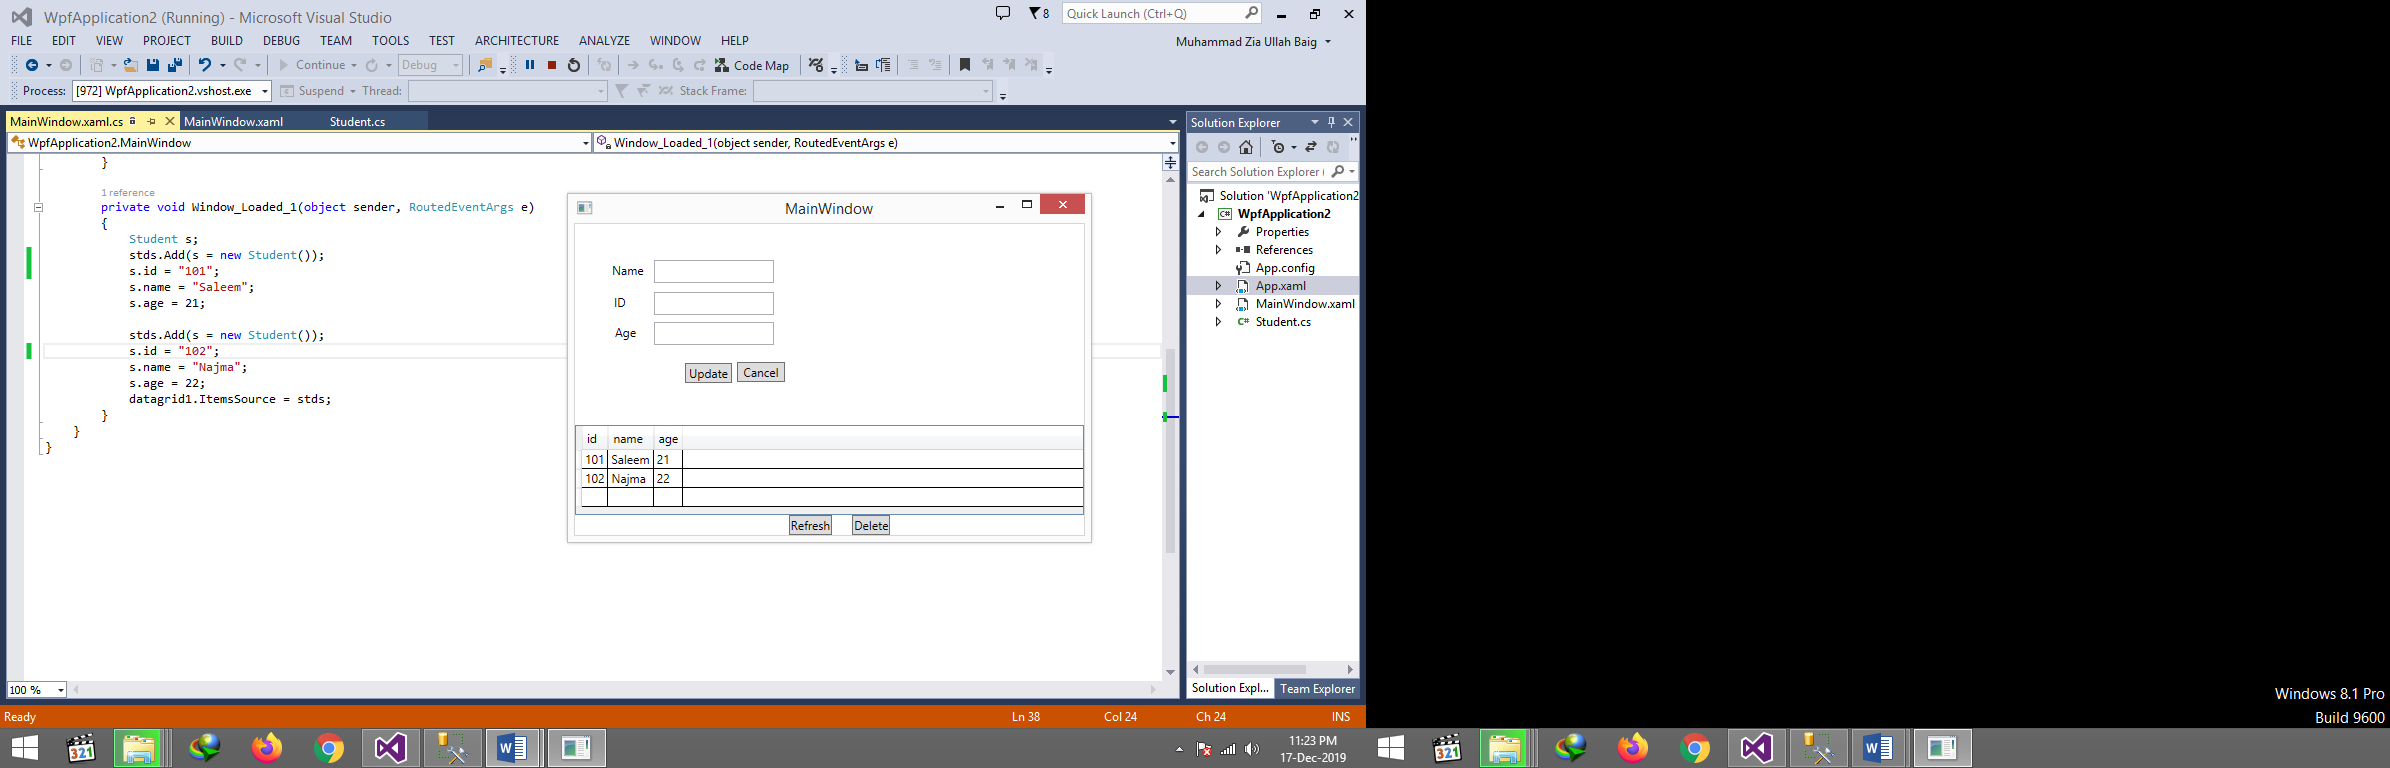 WpfApplication2 (Running) - Microsoft Visual Studio
8
Quick Launch (Ctrl+Q)
FILE EDIT VIEW PROJECT BUILD DEBUG TEAM TOOLS TEST ARCHITECTURE ANALYZE WINDOW HELP
Muhammad Zia Ullah Baig
Continue Debug Code Map
Process: [972] WpfApplication2.vshost.exe Suspend Thread: Stack Frame:
MainWindow.xaml.cs MainWindow.xaml Student.cs
WpfApplication2.MainWindow
Window_Loaded_1(object sender, RoutedEventArgs e)
}
1 reference
private void Window_Loaded_1(object sender, RoutedEventArgs e)
{
Student s;
stds.Add(s = new Student());
s.id = "101";
s.name = "Saleem";
s.age = 21;
stds.Add(s = new Student());
s.id = "102";
s.name = "Najma";
s.age = 22;
datagrid1.ItemsSource = stds;
}
}
}
100 %
MainWindow
Name
ID
Age
Update Cancel
id name age
101 Saleem 21
102 Najma 22
Refresh Delete
Solution Explorer
Search Solution Explorer (
Solution 'WpfApplication2
WpfApplication2
Properties
References
App.config
App.xaml
MainWindow.xaml
Student.cs
Solution Expl... Team Explorer
Ready Ln 38 Col 24 Ch 24 INS
321
11:23 PM
17-Dec-2019
321
Windows 8.1 Pro
Build 9600